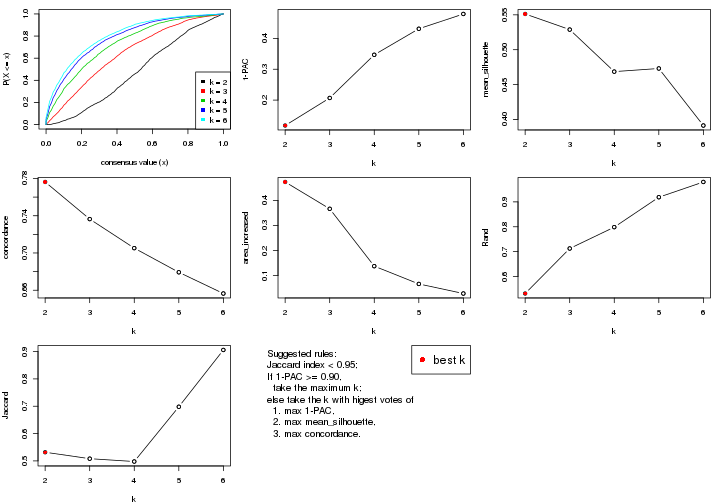 P(X <= x)
0.0 0.2 0.4 0.6 0.8 1.0
k = 2
k = 3
k = 4
k = 5
k = 6
0.0 0.2 0.4 0.6 0.8 1.0
consensus value (x)
1-PAC
0.2 0.3 0.4
2 3 4 5 6
k
mean_silhouette
0.40 0.45 0.50 0.55
2 3 4 5 6
k
concordance
0.66 0.70 0.74 0.78
2 3 4 5 6
k
area_increased
0.1 0.2 0.3 0.4
2 3 4 5 6
k
Rand
0.6 0.7 0.8 0.9
2 3 4 5 6
k
Jaccard
0.5 0.6 0.7 0.8 0.9
2 3 4 5 6
k
Suggested rules:
Jaccard index < 0.95;
If 1-PAC >= 0.90,
take the maximum k;
else take the k with higest votes of
1. max 1-PAC,
2. max mean_silhouette,
3. max concordance.
best k